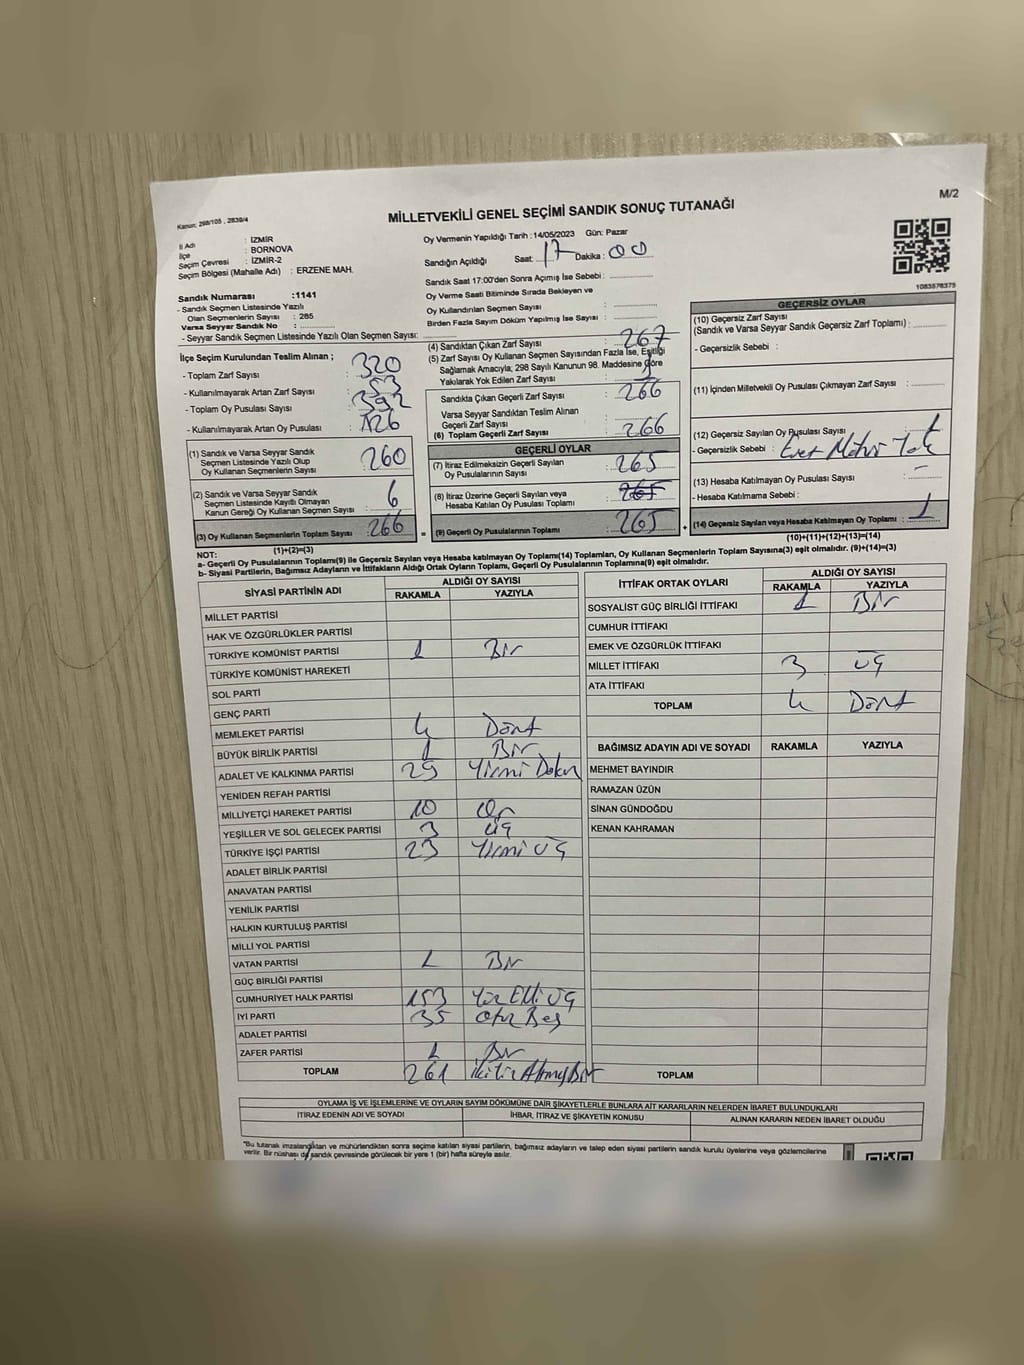 M/2
Kanun: 298/105 , 2839/4
MİLLETVEKİLİ GENEL SEÇİMİ SANDIK SONUÇ TUTANAĞI
İl Adı : İZMİR
İlçe : BORNOVA
Seçim Çevresi : İZMİR-2
Seçim Bölgesi (Mahalle Adı) : ERZENE MAH.
Oy Vermenin Yapıldığı Tarih : 14/05/2023 Gün: Pazar
Sandığın Açıldığı Saat: 17 Dakika : 00
Sandık Saat 17:00'den Sonra Açılmış İse Sebebi :
Oy Verme Saati Bitiminde Sırada Bekleyen ve
Oy Kullandırılan Seçmen Sayısı :
Birden Fazla Sayım Döküm Yapılmış İse Sayısı :
1083578375
Sandık Numarası : 1141
- Sandık Seçmen Listesinde Yazılı
Olan Seçmenlerin Sayısı : 285
Varsa Seyyar Sandık No :
- Seyyar Sandık Seçmen Listesinde Yazılı Olan Seçmen Sayısı:
İlçe Seçim Kurulundan Teslim Alınan ;
- Toplam Zarf Sayısı : 320
- Kullanılmayarak Artan Zarf Sayısı : 53
- Toplam Oy Pusulası Sayısı : 392
- Kullanılmayarak Artan Oy Pusulası : 126
(1) Sandık ve Varsa Seyyar Sandık
Seçmen Listesinde Yazılı Olup
Oy Kullanan Seçmenlerin Sayısı : 260
(2) Sandık ve Varsa Seyyar Sandık
Seçmen Listesinde Kayıtlı Olmayan
Kanun Gereği Oy Kullanan Seçmen Sayısı : 6
(3) Oy Kullanan Seçmenlerin Toplam Sayısı : 266
(1)+(2)=(3)
(4) Sandıktan Çıkan Zarf Sayısı : 267
(5) Zarf Sayısı Oy Kullanan Seçmen Sayısından Fazla İse, Eşitliği
Sağlamak Amacıyla; 298 Sayılı Kanunun 98. Maddesine Göre
Yakılarak Yok Edilen Zarf Sayısı : 1
Sandıkta Çıkan Geçerli Zarf Sayısı : 266
Varsa Seyyar Sandıktan Teslim Alınan
Geçerli Zarf Sayısı :
(6) Toplam Geçerli Zarf Sayısı : 266
GEÇERLİ OYLAR
(7) İtiraz Edilmeksizin Geçerli Sayılan
Oy Pusulalarının Sayısı : 265
(8) İtiraz Üzerine Geçerli Sayılan veya
Hesaba Katılan Oy Pusulası Toplamı : 265
(9) Geçerli Oy Pusulalarının Toplamı : 265
GEÇERSİZ OYLAR
(10) Geçersiz Zarf Sayısı
(Sandık ve Varsa Seyyar Sandık Geçersiz Zarf Toplamı) :
- Geçersizlik Sebebi :
(11) İçinden Milletvekili Oy Pusulası Çıkmayan Zarf Sayısı :
(12) Geçersiz Sayılan Oy Pusulası Sayısı : 1
- Geçersizlik Sebebi : Evet Mührü Yok
(13) Hesaba Katılmayan Oy Pusulası Sayısı : -
- Hesaba Katılmama Sebebi :
(14) Geçersiz Sayılan veya Hesaba Katılmayan Oy Toplamı : 1
(10)+(11)+(12)+(13)=(14)
NOT:
a- Geçerli Oy Pusulalarının Toplamı(9) ile Geçersiz Sayılan veya Hesaba katılmayan Oy Toplamı(14) Toplamları, Oy Kullanan Seçmenlerin Toplam Sayısına(3) eşit olmalıdır. (9)+(14)=(3)
b- Siyasi Partilerin, Bağımsız Adayların ve İttifakların Aldığı Ortak Oyların Toplamı, Geçerli Oy Pusulalarının Toplamına(9) eşit olmalıdır.
SİYASİ PARTİNİN ADI ALDIĞI OY SAYISI
RAKAMLA YAZIYLA
MİLLET PARTİSİ
HAK VE ÖZGÜRLÜKLER PARTİSİ
TÜRKİYE KOMÜNİST PARTİSİ 1 Bir
TÜRKİYE KOMÜNİST HAREKETİ
SOL PARTİ
GENÇ PARTİ
MEMLEKET PARTİSİ 4 Dört
BÜYÜK BİRLİK PARTİSİ 1 Bir
ADALET VE KALKINMA PARTİSİ 29 Yirmi Dokuz
YENİDEN REFAH PARTİSİ
MİLLİYETÇİ HAREKET PARTİSİ 10 On
YEŞİLLER VE SOL GELECEK PARTİSİ 3 üç
TÜRKİYE İŞÇİ PARTİSİ 23 Yirmi üç
ADALET BİRLİK PARTİSİ
ANAVATAN PARTİSİ
YENİLİK PARTİSİ
HALKIN KURTULUŞ PARTİSİ
MİLLİ YOL PARTİSİ
VATAN PARTİSİ 1 Bir
GÜÇ BİRLİĞİ PARTİSİ
CUMHURİYET HALK PARTİSİ 153 Yüz Elli üç
İYİ PARTİ 35 Otuz Beş
ADALET PARTİSİ
ZAFER PARTİSİ 1 Bir
TOPLAM 261 İkiyüz Altmış Bir
İTTİFAK ORTAK OYLARI ALDIĞI OY SAYISI
RAKAMLA YAZIYLA
SOSYALİST GÜÇ BİRLİĞİ İTTİFAKI 1 Bir
CUMHUR İTTİFAKI
EMEK VE ÖZGÜRLÜK İTTİFAKI
MİLLET İTTİFAKI 3 üç
ATA İTTİFAKI
TOPLAM 4 Dört
BAĞIMSIZ ADAYIN ADI VE SOYADI RAKAMLA YAZIYLA
MEHMET BAYINDIR
RAMAZAN ÜZÜN
SİNAN GÜNDOĞDU
KENAN KAHRAMAN
TOPLAM
OYLAMA İŞ VE İŞLEMLERİNE VE OYLARIN SAYIM DÖKÜMÜNE DAİR ŞİKAYETLERLE BUNLARA AİT KARARLARIN NELERDEN İBARET BULUNDUKLARI
İTİRAZ EDENİN ADI VE SOYADI İHBAR, İTİRAZ VE ŞİKAYETİN KONUSU ALINAN KARARIN NEDEN İBARET OLDUĞU
*Bu tutanak imzalandıktan ve mühürlendikten sonra seçime katılan siyasi partilerin, bağımsız adayların ve talep eden siyasi partilerin sandık kurulu üyelerine veya gözlemcilerine
verilir. Bir nüshası da sandık çevresinde görülecek bir yere 1 (bir) hafta süreyle asılır.